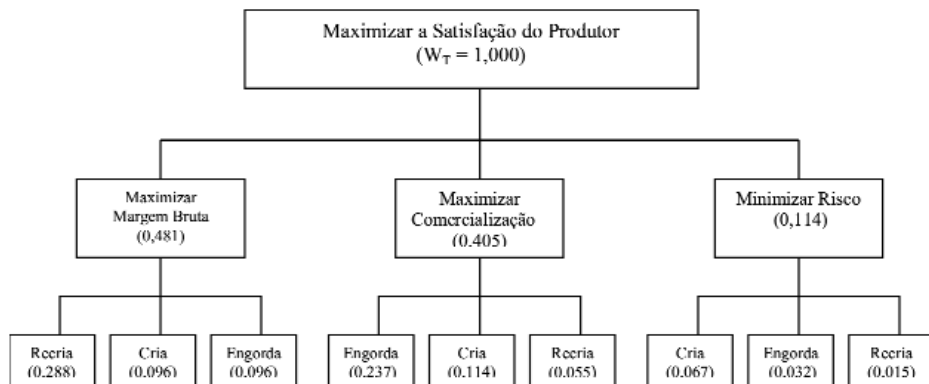 Maximizar a Satisfação do Produtor
(W_T = 1,000)
Maximizar
Margem Bruta
(0,481)
Maximizar
Comercialização
(0.405)
Minimizar Risco
(0,114)
Recria
(0.288)
Cria
(0.096)
Engorda
(0.096)
Engorda
(0.237)
Cria
(0.114)
Recria
(0.055)
Cria
(0.067)
Engorda
(0.032)
Recria
(0.015)